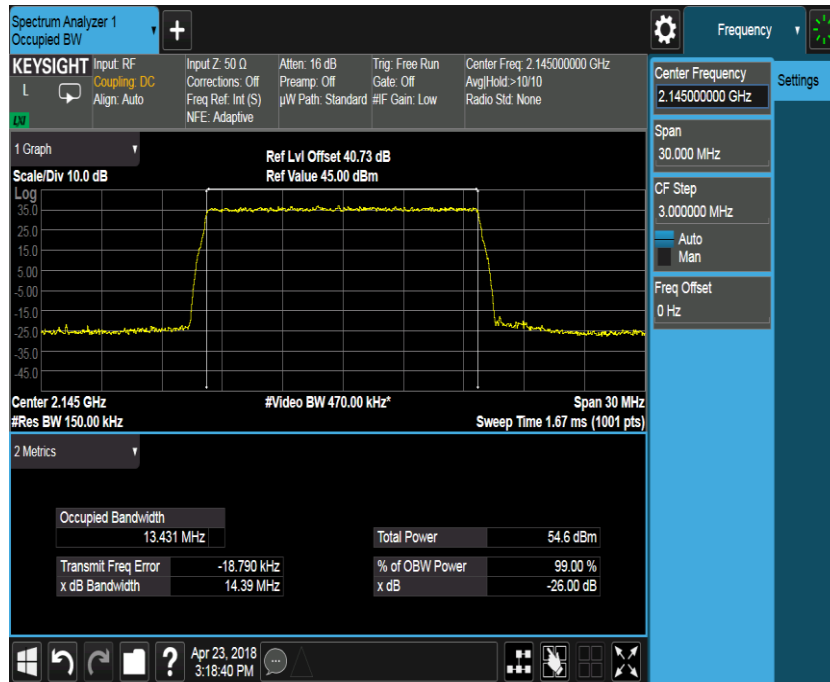 Spectrum Analyzer 1
Occupied BW
+
Frequency
KEYSIGHT
L
LXI
Input: RF
Coupling: DC
Align: Auto
Input Z: 50 Ω
Corrections: Off
Freq Ref: Int (S)
NFE: Adaptive
Atten: 16 dB
Preamp: Off
µW Path: Standard
Trig: Free Run
Gate: Off
#IF Gain: Low
Center Freq: 2.145000000 GHz
Avg|Hold:>10/10
Radio Std: None
Center Frequency
2.145000000 GHz
Settings
Span
30.000 MHz
CF Step
3.000000 MHz
Auto
Man
Freq Offset
0 Hz
1 Graph
Scale/Div 10.0 dB
Ref Lvl Offset 40.73 dB
Ref Value 45.00 dBm
Log
35.0
25.0
15.0
5.00
-5.00
-15.0
-25.0
-35.0
-45.0
Center 2.145 GHz
#Video BW 470.00 kHz*
Span 30 MHz
#Res BW 150.00 kHz
Sweep Time 1.67 ms (1001 pts)
2 Metrics
Occupied Bandwidth
13.431 MHz
Total Power 54.6 dBm
Transmit Freq Error -18.790 kHz
% of OBW Power 99.00 %
x dB Bandwidth 14.39 MHz
x dB -26.00 dB
?
Apr 23, 2018
3:18:40 PM